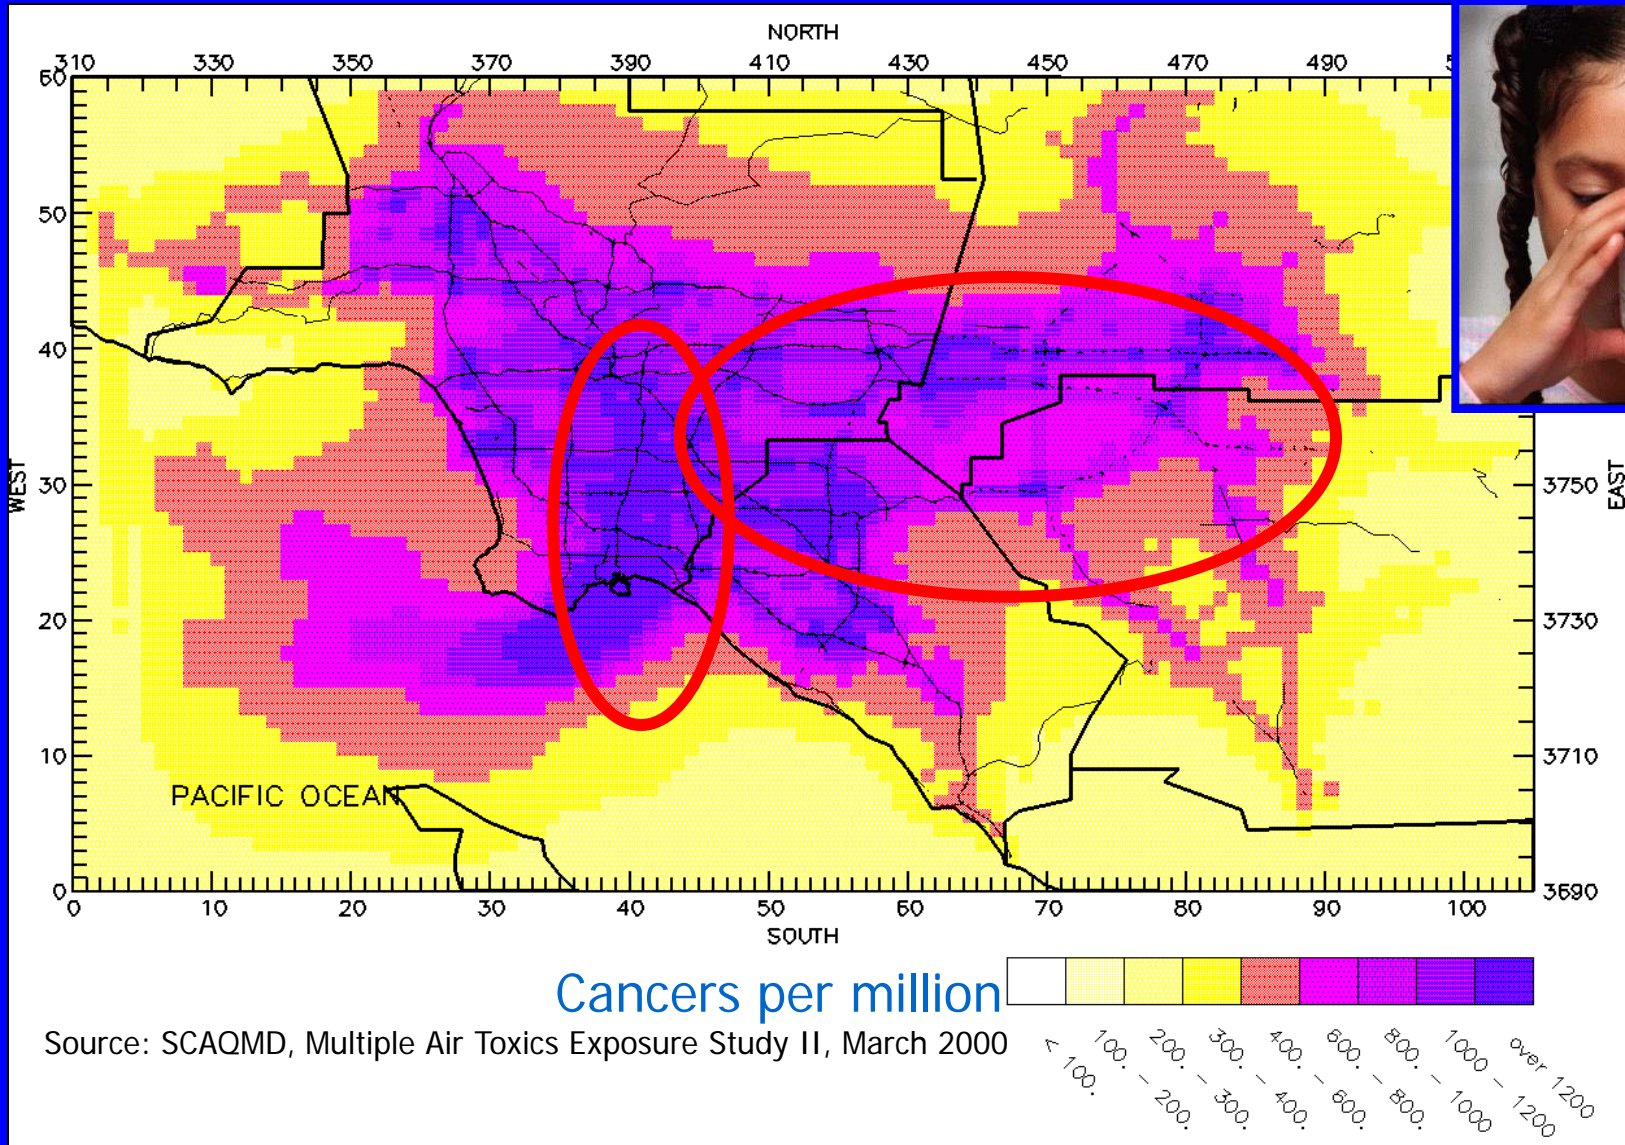 NORTH
310 330 350 370 390 410 430 450 470 490
60
50
40
30
20
10
0
WEST
EAST
3750
3730
3710
3690
PACIFIC OCEAN
0 10 20 30 40 50 60 70 80 90 100
SOUTH
Cancers per million
< 100.
100. - 200.
200. - 300.
300. - 400.
400. - 600.
600. - 800.
800. - 1000
1000 - 1200
over 1200
Source: SCAQMD, Multiple Air Toxics Exposure Study II, March 2000